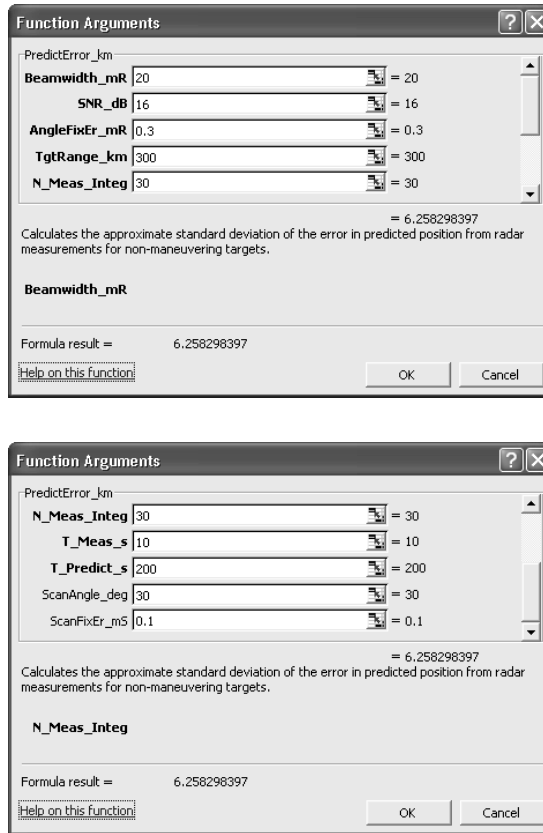 Function Arguments
PredictError_km
Beamwidth_mR 20 = 20
SNR_dB 16 = 16
AngleFixEr_mR 0.3 = 0.3
TgtRange_km 300 = 300
N_Meas_Integ 30 = 30
= 6.258298397
Calculates the approximate standard deviation of the error in predicted position from radar
measurements for non-maneuvering targets.
Beamwidth_mR
Formula result = 6.258298397
Help on this function OK Cancel
Function Arguments
PredictError_km
N_Meas_Integ 30 = 30
T_Meas_s 10 = 10
T_Predict_s 200 = 200
ScanAngle_deg 30 = 30
ScanFixEr_mS 0.1 = 0.1
= 6.258298397
Calculates the approximate standard deviation of the error in predicted position from radar
measurements for non-maneuvering targets.
N_Meas_Integ
Formula result = 6.258298397
Help on this function OK Cancel